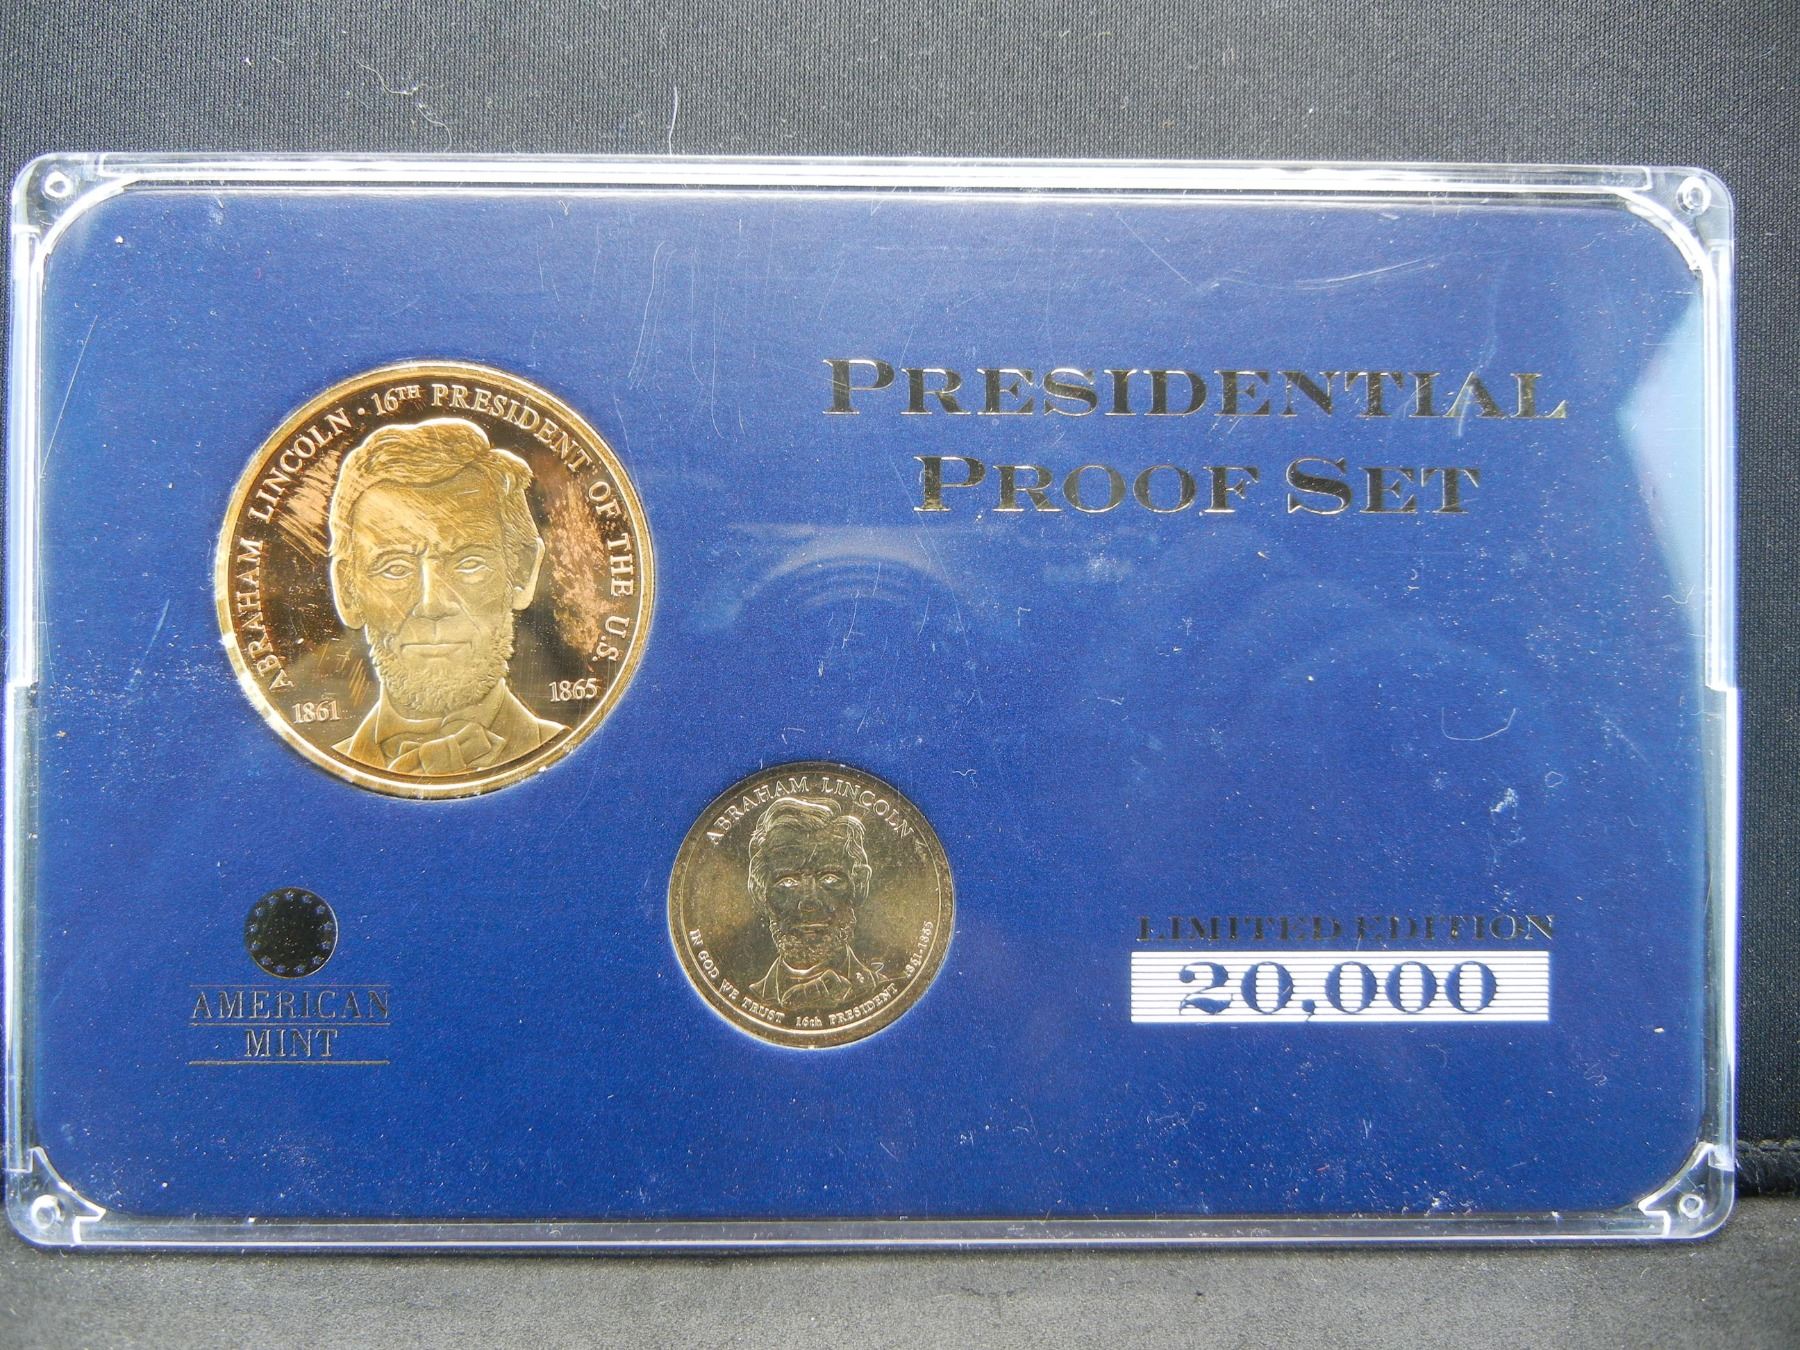 PRESIDENTIAL
PROOF SET
ABRAHAM LINCOLN · 16TH PRESIDENT OF THE U.S.
1861
1865
ABRAHAM LINCOLN
IN GOD WE TRUST 16th PRESIDENT 1861-1865
AMERICAN
MINT
LIMITED EDITION
20,000